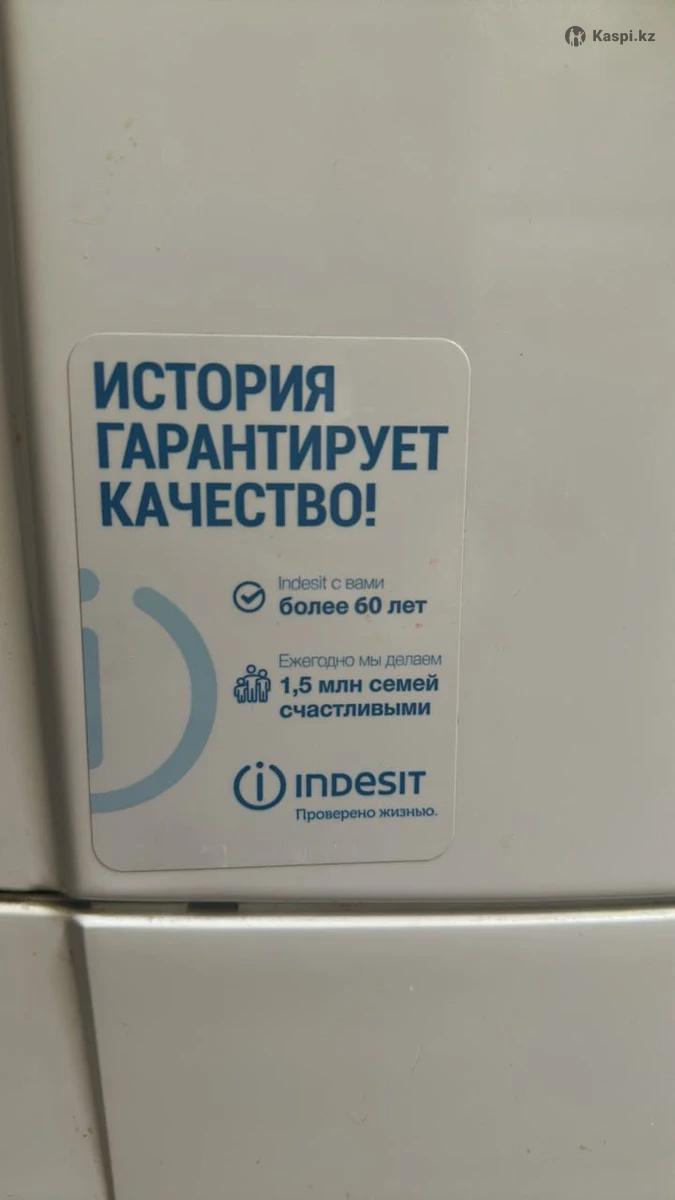 Kaspi.kz
ИСТОРИЯ
ГАРАНТИРУЕТ
КАЧЕСТВО!
Indesit с вами
более 60 лет
Ежегодно мы делаем
1,5 млн семей
счастливыми
INDESIT
Проверено жизнью.